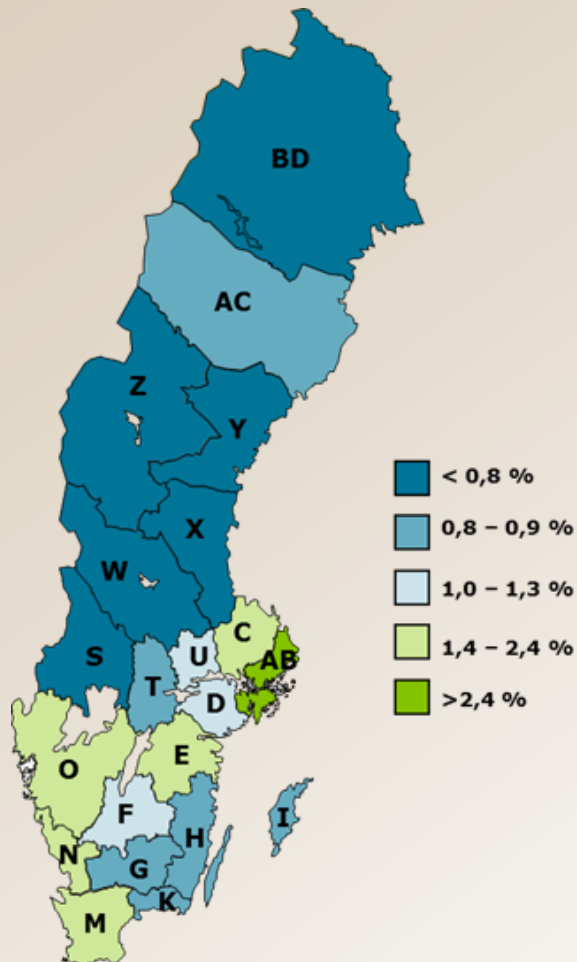 BD
AC
Z
Y
< 0,8 %
X
0,8 – 0,9 %
W
1,0 – 1,3 %
C
1,4 – 2,4 %
S
U
AB
T
D
>2,4 %
E
O
F
I
H
N
G
K
M